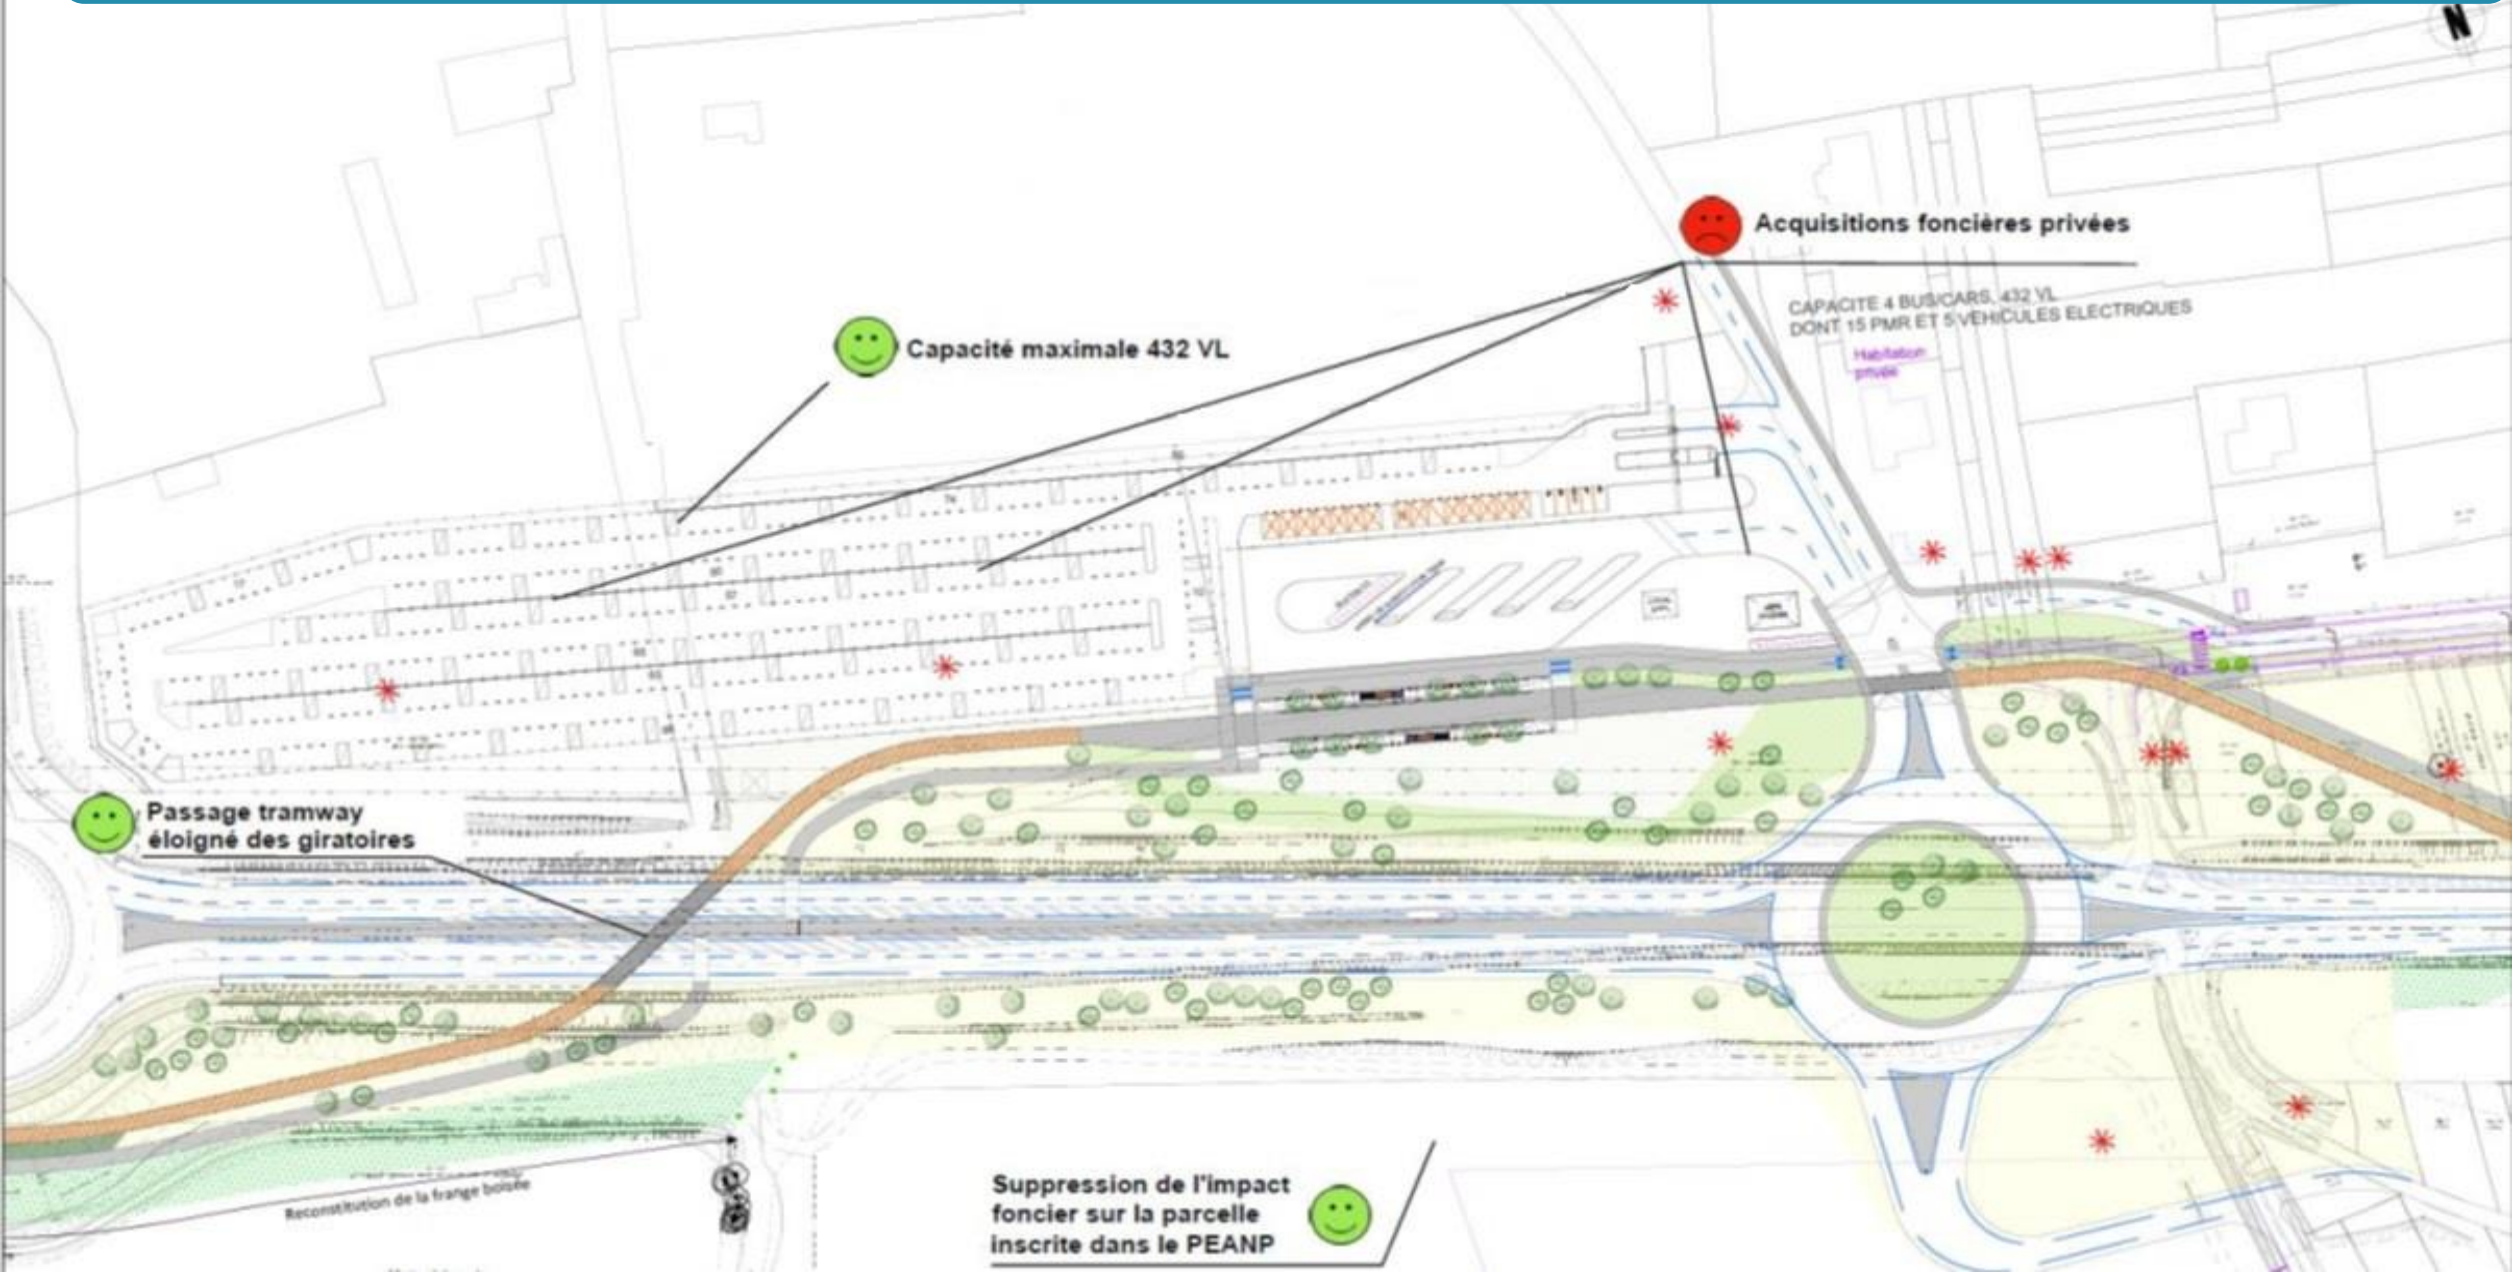 N
Acquisitions foncières privées
CAPACITE 4 BUS/CARS, 432 VL
DONT 15 PMR ET 5 VEHICULES ELECTRIQUES
Habitation
privée
Capacité maximale 432 VL
Passage tramway
éloigné des giratoires
Reconstitution de la frange boisée
Suppression de l'impact
foncier sur la parcelle
inscrite dans le PEANP